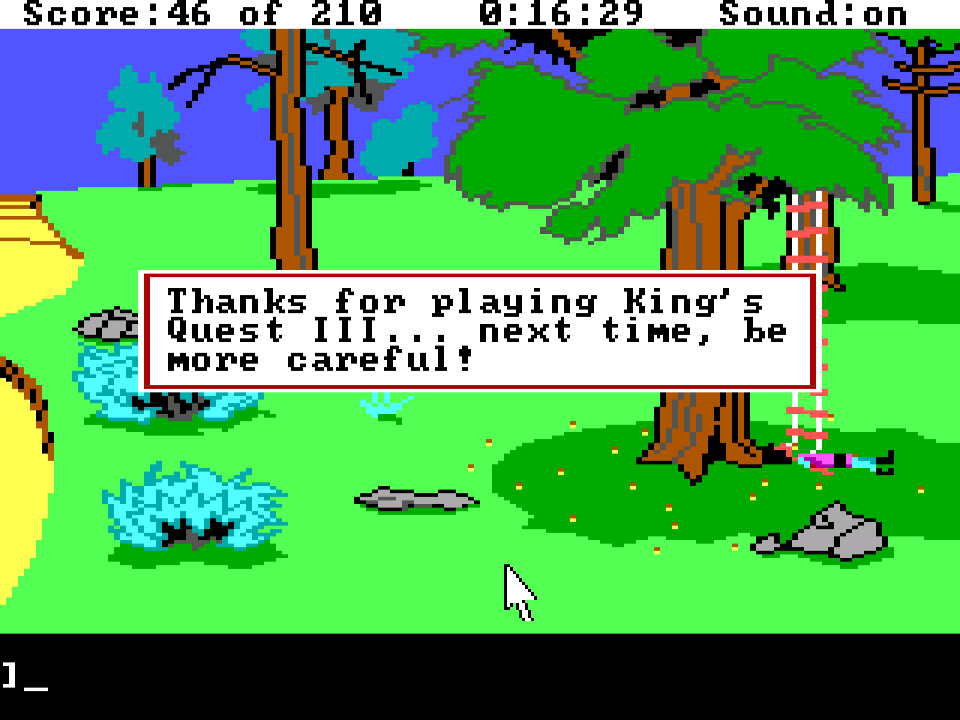 Score:46 of 210 0:16:29 Sound:on
Thanks for playing King's
Quest III... next time, be
more careful!
]_